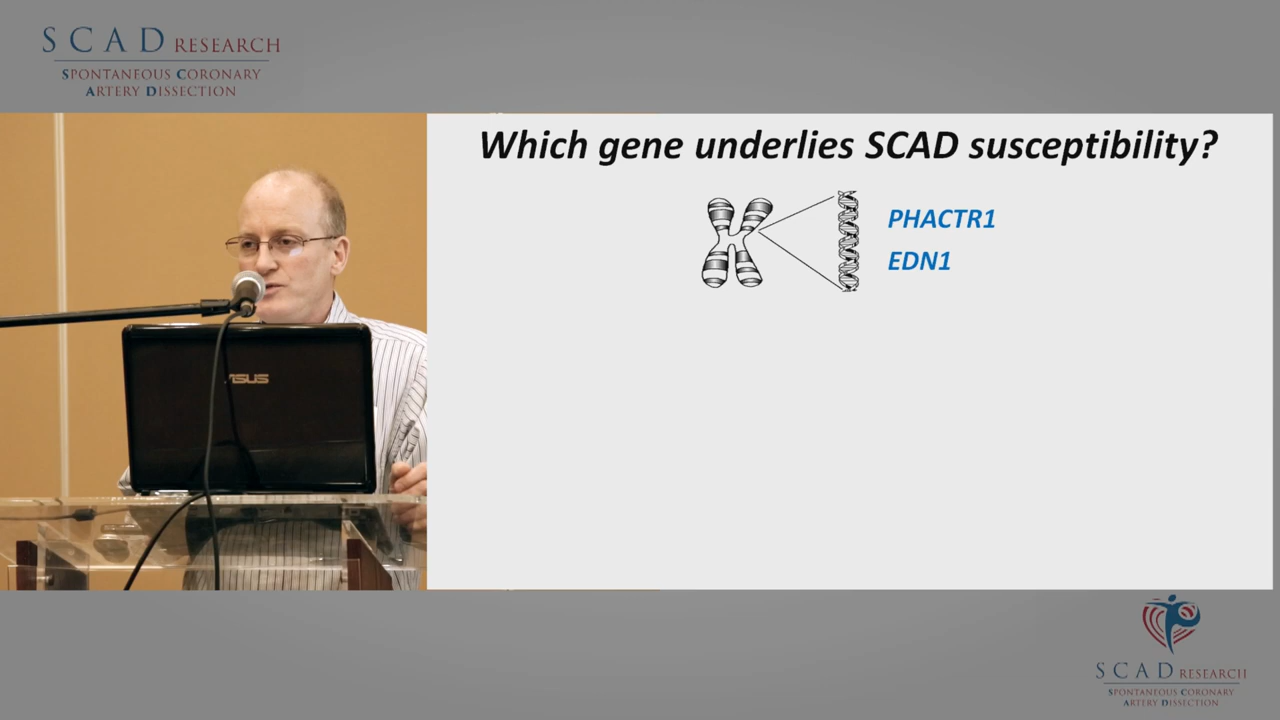 SCAD RESEARCH
SPONTANEOUS CORONARY
ARTERY DISSECTION
Which gene underlies SCAD susceptibility?
PHACTR1
EDN1
ASUS
SCAD RESEARCH
SPONTANEOUS CORONARY
ARTERY DISSECTION